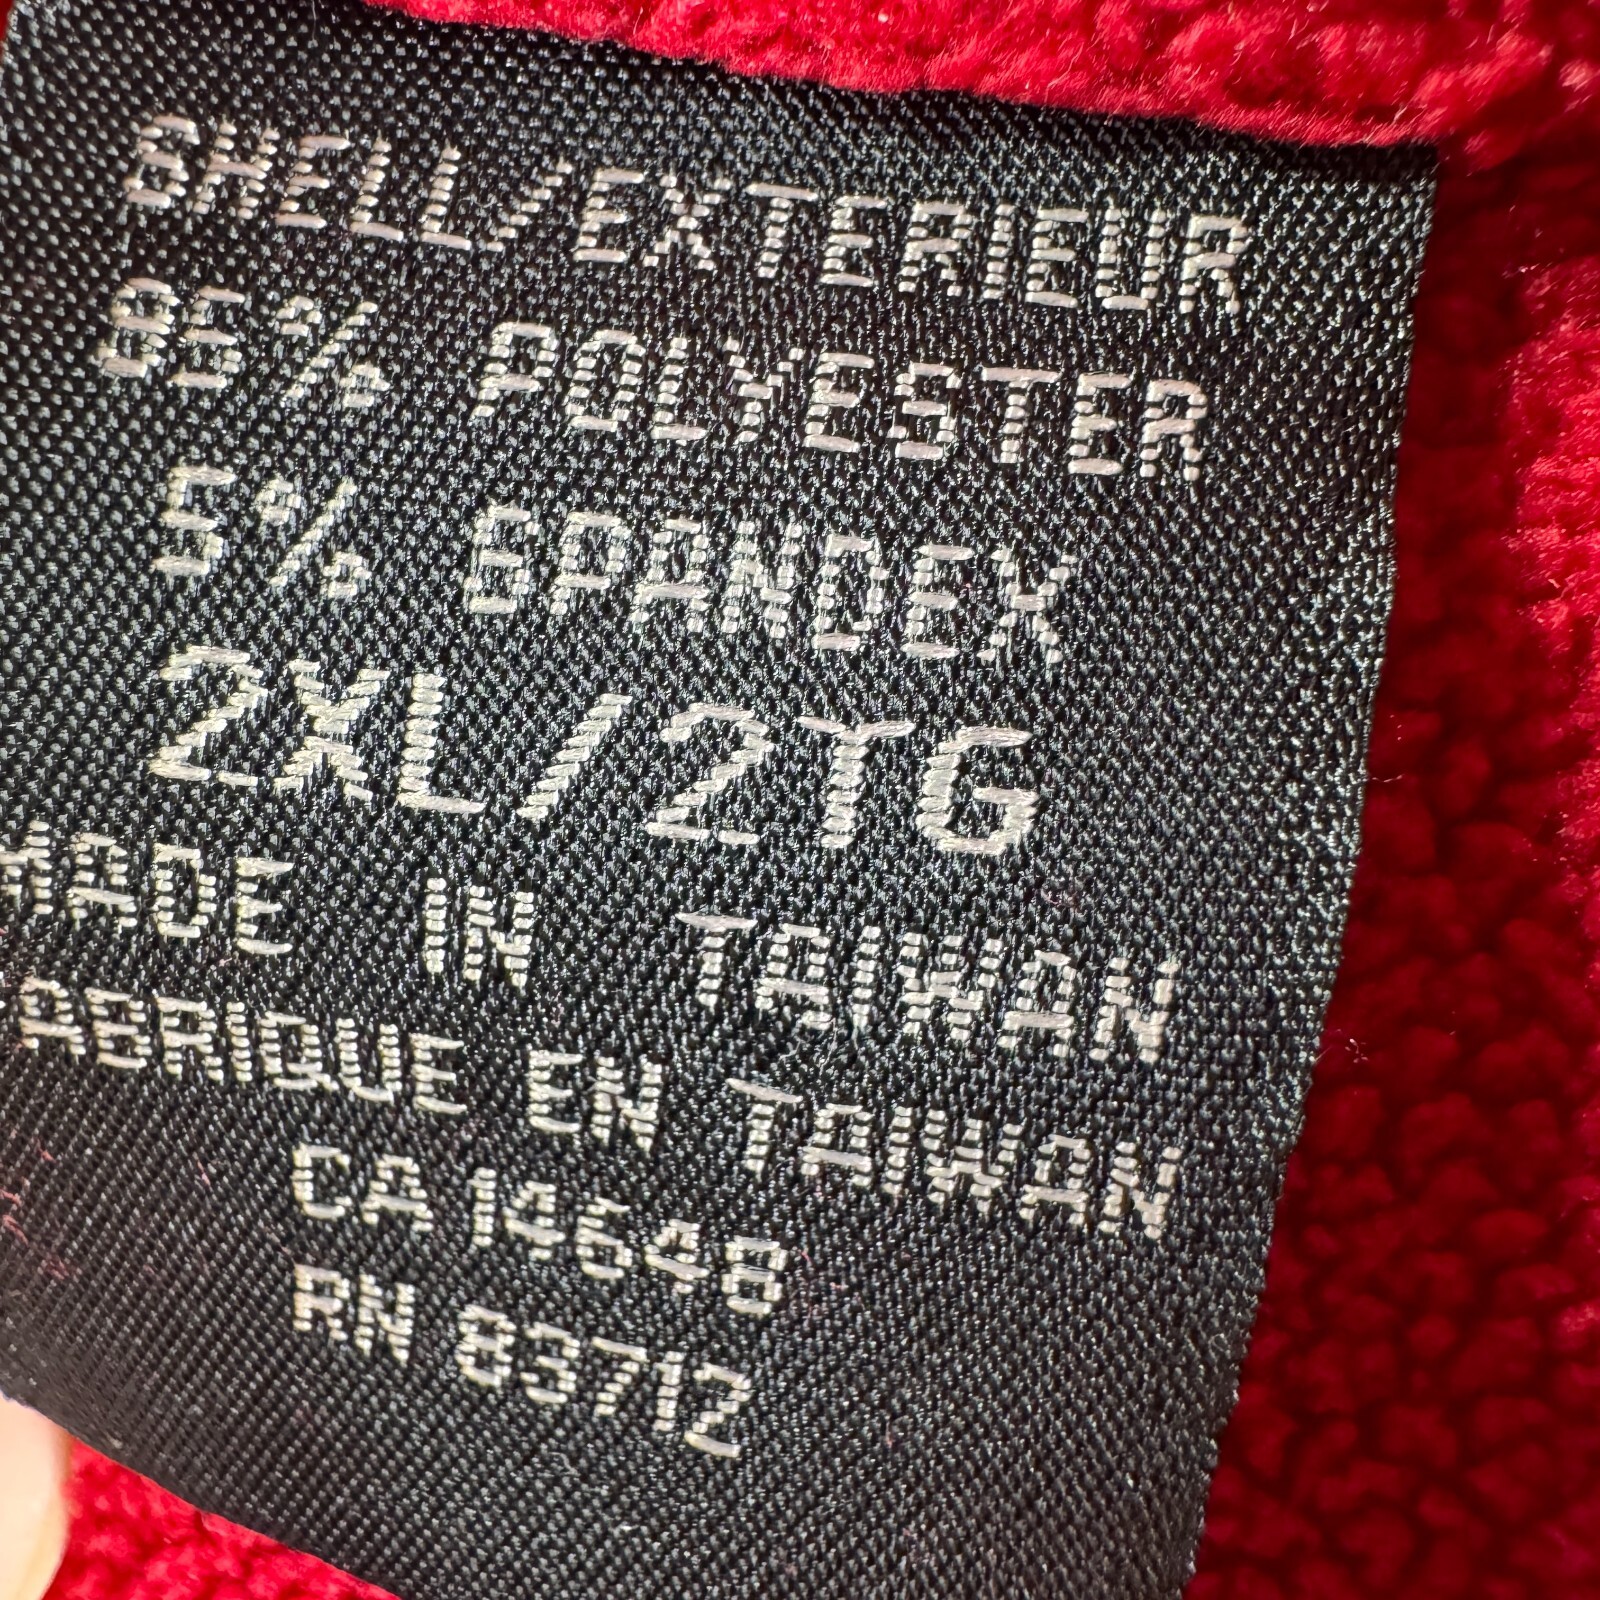 SHELL/EXTERIEUR
95% POLYESTER
5% SPANDEX
2XL/2TG
MADE IN TAIWAN
ABRIQUE EN TAIWAN
CA 14648
RN 83712